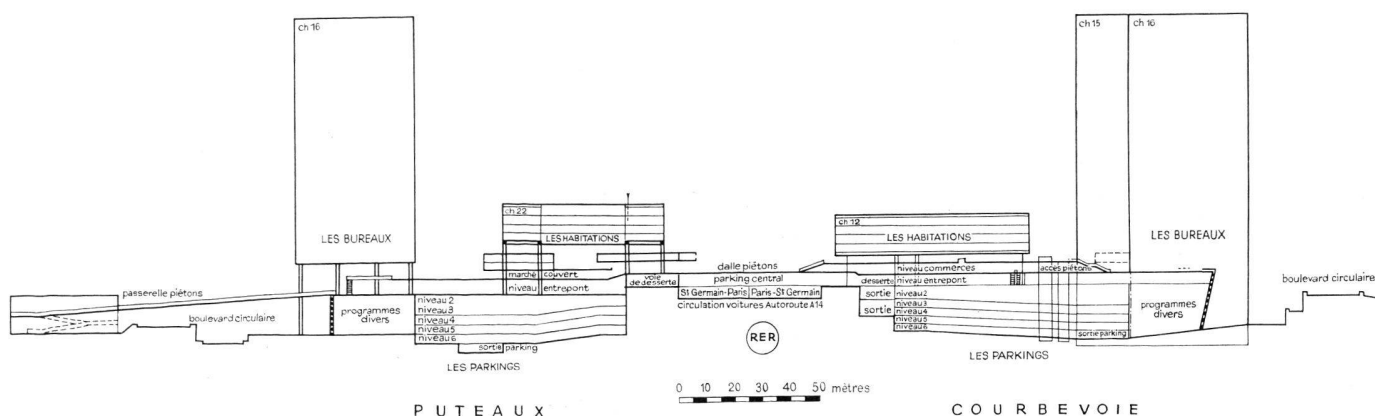 ch 16
LES BUREAUX
passerelle piétons
boulevard circulaire
programmes
divers
ch 22
LES HABITATIONS
marché couvert
niveau entrepont
niveau 2
niveau 3
niveau 4
niveau 5
niveau 6
sortie parking
LES PARKINGS
voie
de desserte
dalle piétons
parking central
St Germain-Paris Paris-St Germain
circulation voitures Autoroute A14
RER
0 10 20 30 40 50 mètres
ch 12
LES HABITATIONS
niveau commerces
accès piétons
desserte niveau entrepont
sortie niveau 2
niveau 3
sortie niveau 4
niveau 5
niveau 6
sortie parking
LES PARKINGS
ch 15
ch 16
LES BUREAUX
programmes
divers
boulevard circulaire
PUTEAUX
COURBEVOIE